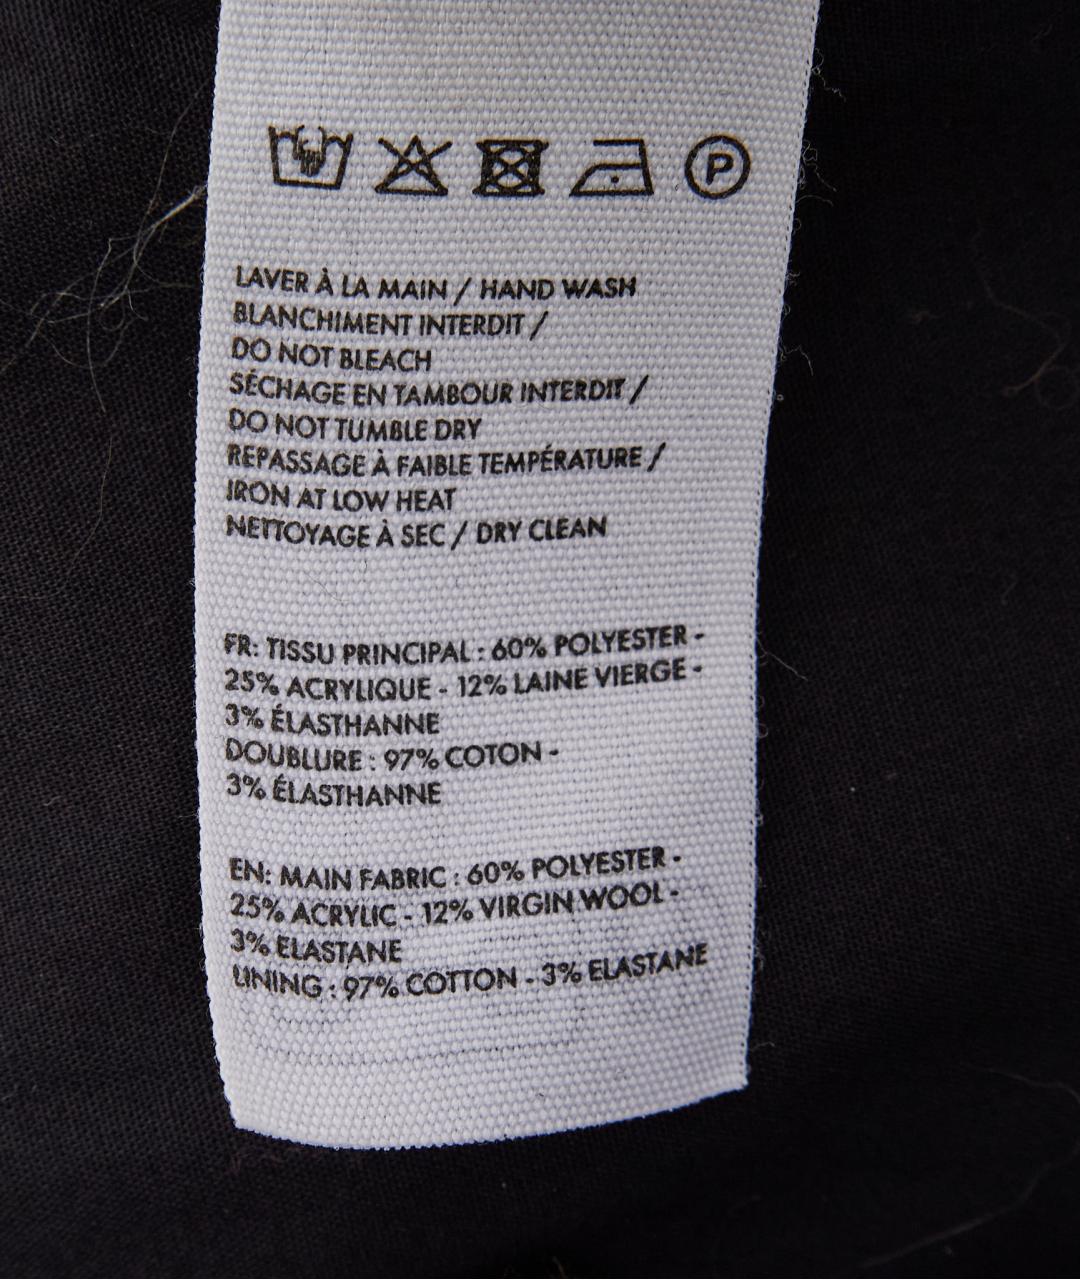 P
LAVER À LA MAIN / HAND WASH
BLANCHIMENT INTERDIT /
DO NOT BLEACH
SÉCHAGE EN TAMBOUR INTERDIT /
DO NOT TUMBLE DRY
REPASSAGE À FAIBLE TEMPÉRATURE /
IRON AT LOW HEAT
NETTOYAGE À SEC / DRY CLEAN
FR: TISSU PRINCIPAL : 60% POLYESTER -
25% ACRYLIQUE - 12% LAINE VIERGE -
3% ÉLASTHANNE
DOUBLURE : 97% COTON -
3% ÉLASTHANNE
EN: MAIN FABRIC : 60% POLYESTER -
25% ACRYLIC - 12% VIRGIN WOOL -
3% ELASTANE
LINING : 97% COTTON - 3% ELASTANE